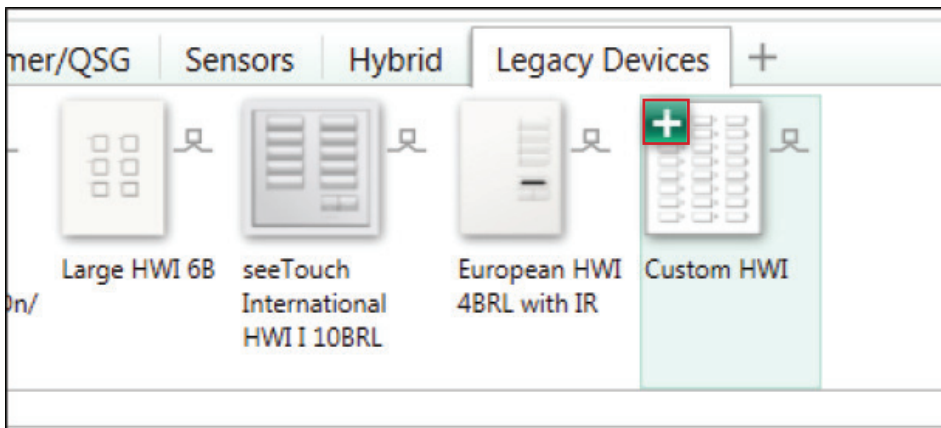 mer/QSG Sensors Hybrid Legacy Devices +
Large HWI 6B seeTouch European HWI Custom HWI
On/ International 4BRL with IR
HWI I 10BRL